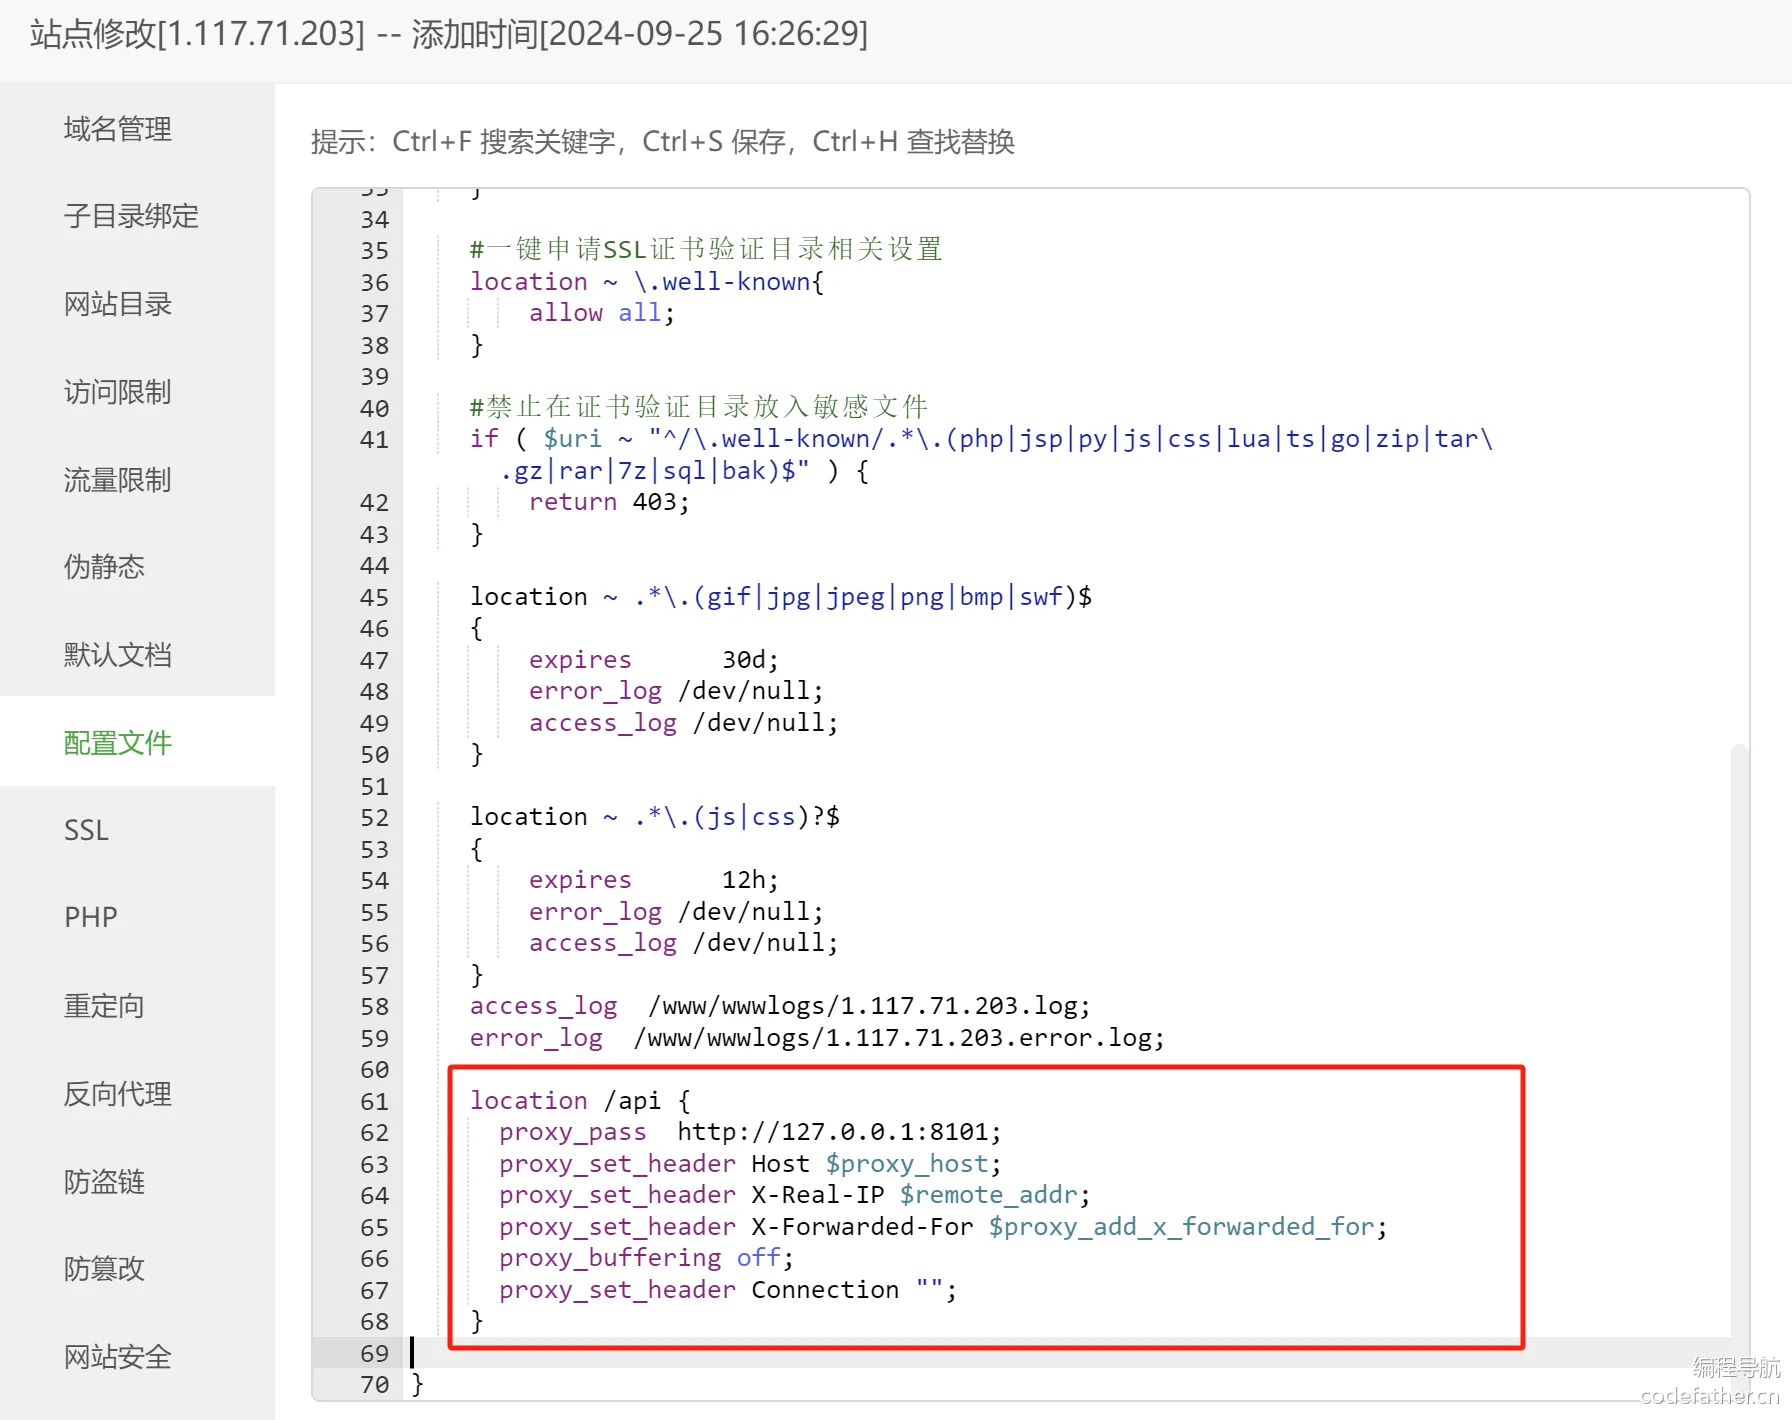 站点修改[1.117.71.203] -- 添加时间[2024-09-25 16:26:29]
域名管理
子目录绑定
网站目录
访问限制
流量限制
伪静态
默认文档
配置文件
SSL
PHP
重定向
反向代理
防盗链
防篡改
网站安全
提示：Ctrl+F 搜索关键字，Ctrl+S 保存，Ctrl+H 查找替换
33 }
34
35 #一键申请SSL证书验证目录相关设置
36 location ~ \.well-known{
37 allow all;
38 }
39
40 #禁止在证书验证目录放入敏感文件
41 if ( $uri ~ "^/\.well-known/.*\.(php|jsp|py|js|css|lua|ts|go|zip|tar\
.gz|rar|7z|sql|bak)$" ) {
42 return 403;
43 }
44
45 location ~ .*\.(gif|jpg|jpeg|png|bmp|swf)$
46 {
47 expires 30d;
48 error_log /dev/null;
49 access_log /dev/null;
50 }
51
52 location ~ .*\.(js|css)?$
53 {
54 expires 12h;
55 error_log /dev/null;
56 access_log /dev/null;
57 }
58 access_log /www/wwwlogs/1.117.71.203.log;
59 error_log /www/wwwlogs/1.117.71.203.error.log;
60
61 location /api {
62 proxy_pass http://127.0.0.1:8101;
63 proxy_set_header Host $proxy_host;
64 proxy_set_header X-Real-IP $remote_addr;
65 proxy_set_header X-Forwarded-For $proxy_add_x_forwarded_for;
66 proxy_buffering off;
67 proxy_set_header Connection "";
68 }
69
70 }
编程导航
codefather.cn